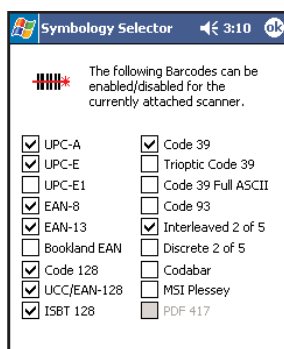 Symbology Selector 3:10 ok
The following Barcodes can be
enabled/disabled for the
currently attached scanner.
UPC-A
UPC-E
UPC-E1
EAN-8
EAN-13
Bookland EAN
Code 128
UCC/EAN-128
ISBT 128
Code 39
Trioptic Code 39
Code 39 Full ASCII
Code 93
Interleaved 2 of 5
Discrete 2 of 5
Codabar
MSI Plessey
PDF 417